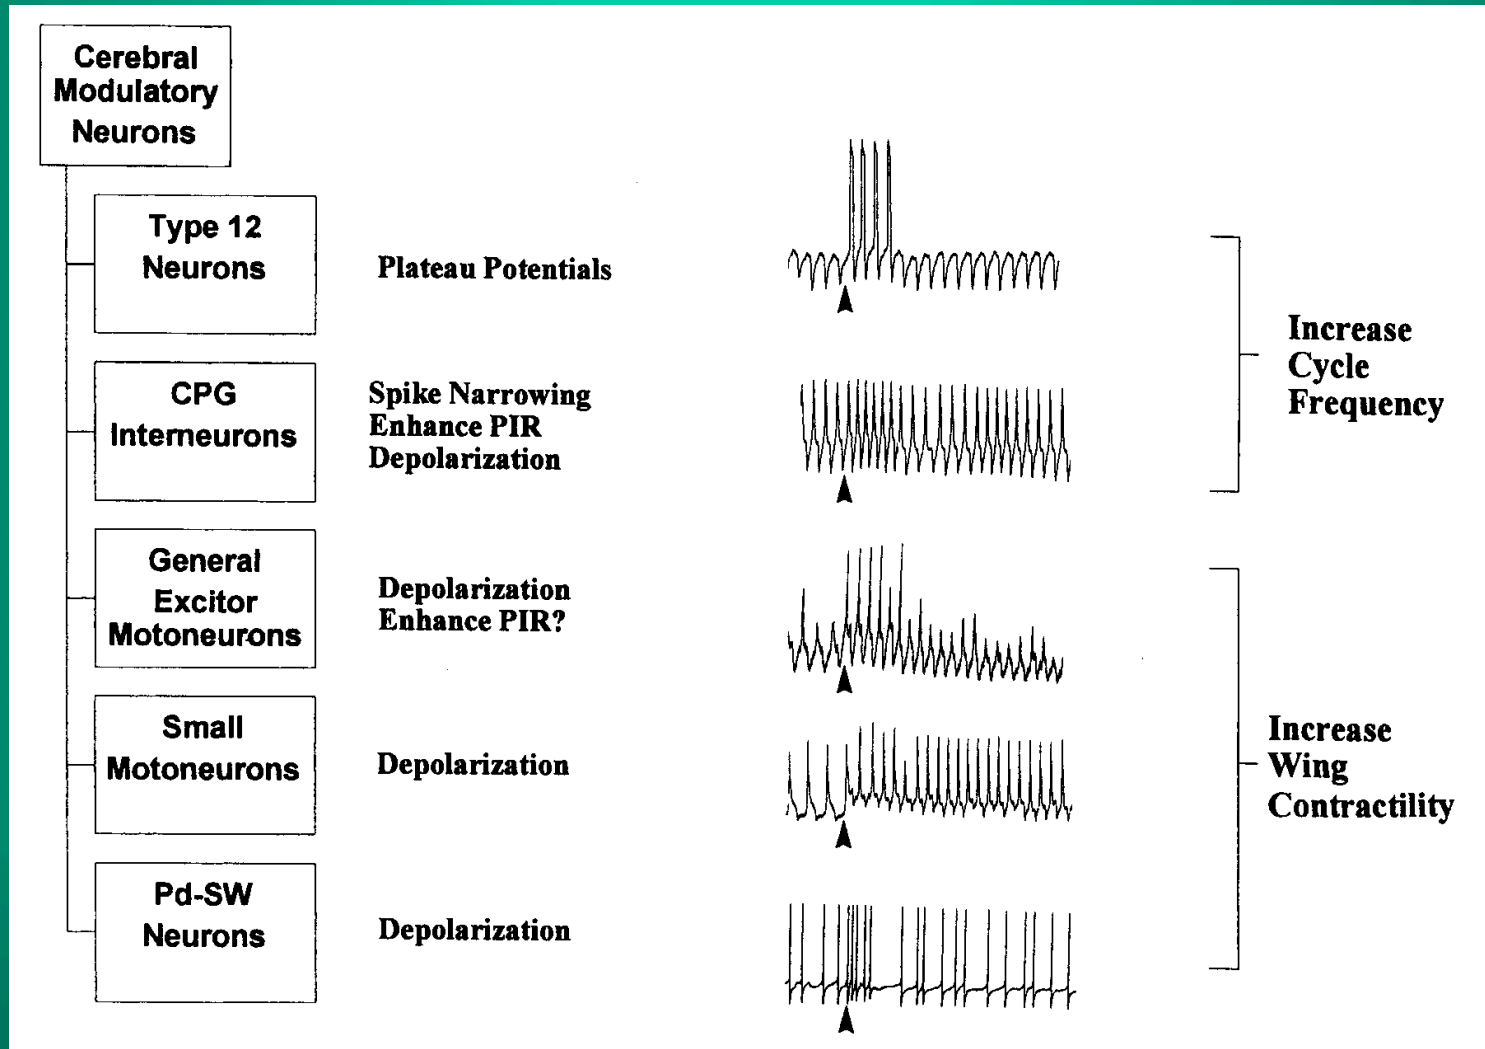 Cerebral
Modulatory
Neurons
Type 12
Neurons
Plateau Potentials
CPG
Interneurons
Spike Narrowing
Enhance PIR
Depolarization
Increase
Cycle
Frequency
General
Excitor
Motoneurons
Depolarization
Enhance PIR?
Small
Motoneurons
Depolarization
Pd-SW
Neurons
Depolarization
Increase
Wing
Contractility